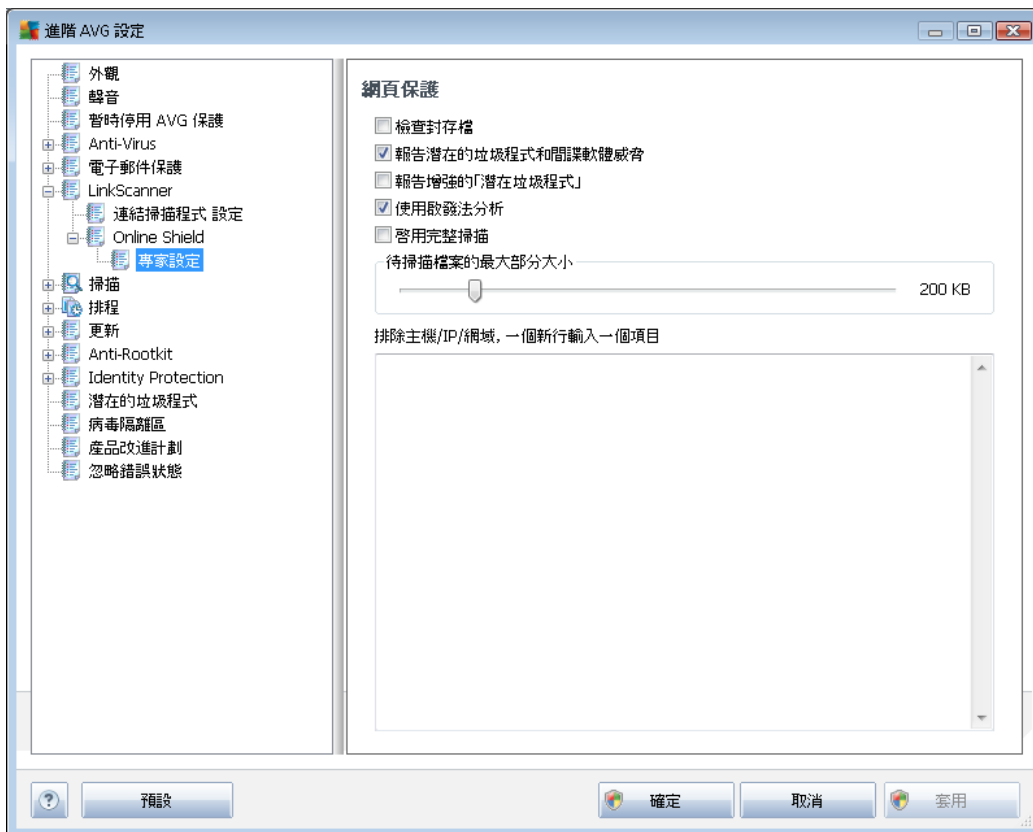 進階 AVG 設定
外觀
聲音
暫時停用 AVG 保護
Anti-Virus
電子郵件保護
LinkScanner
連結掃描程式 設定
Online Shield
專家設定
掃描
排程
更新
Anti-Rootkit
Identity Protection
潛在的垃圾程式
病毒隔離區
產品改進計劃
忽略錯誤狀態
網頁保護
檢查封存檔
報告潛在的垃圾程式和間諜軟體威脅
報告增強的「潛在垃圾程式」
使用啟發法分析
啓用完整掃描
待掃描檔案的最大部分大小
200 KB
排除主機/IP/網域, 一個新行輸入一個項目
?
預設
確定
取消
套用